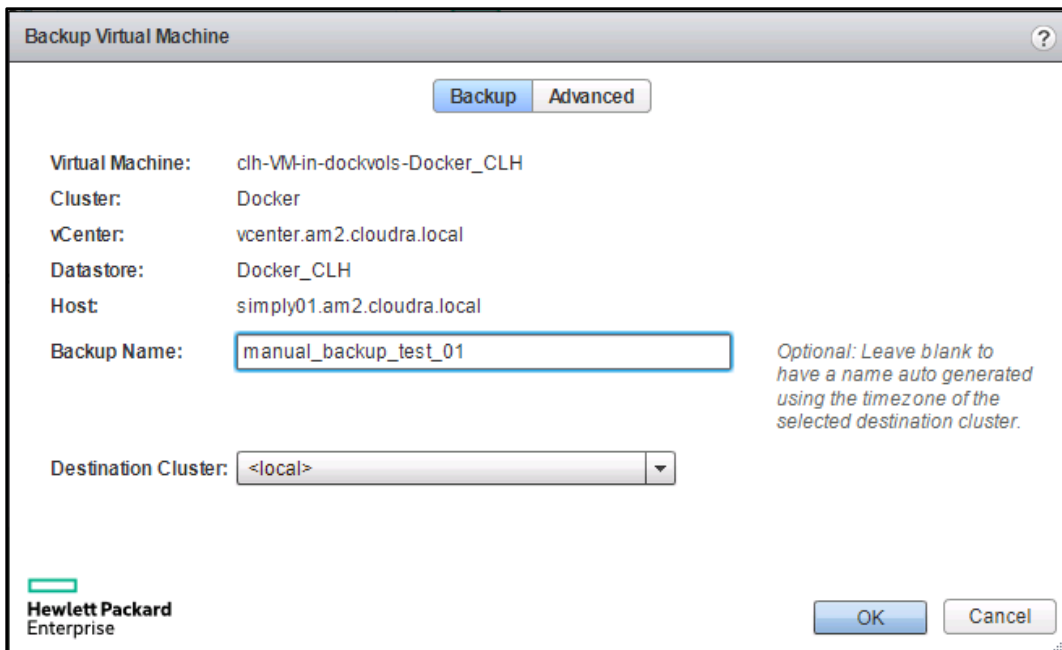 Backup Virtual Machine ?
Backup Advanced
Virtual Machine: clh-VM-in-dockvols-Docker_CLH
Cluster: Docker
vCenter: vcenter.am2.cloudra.local
Datastore: Docker_CLH
Host: simply01.am2.cloudra.local
Backup Name: manual_backup_test_01
Optional: Leave blank to
have a name auto generated
using the timezone of the
selected destination cluster.
Destination Cluster: <local>
Hewlett Packard
Enterprise
OK Cancel